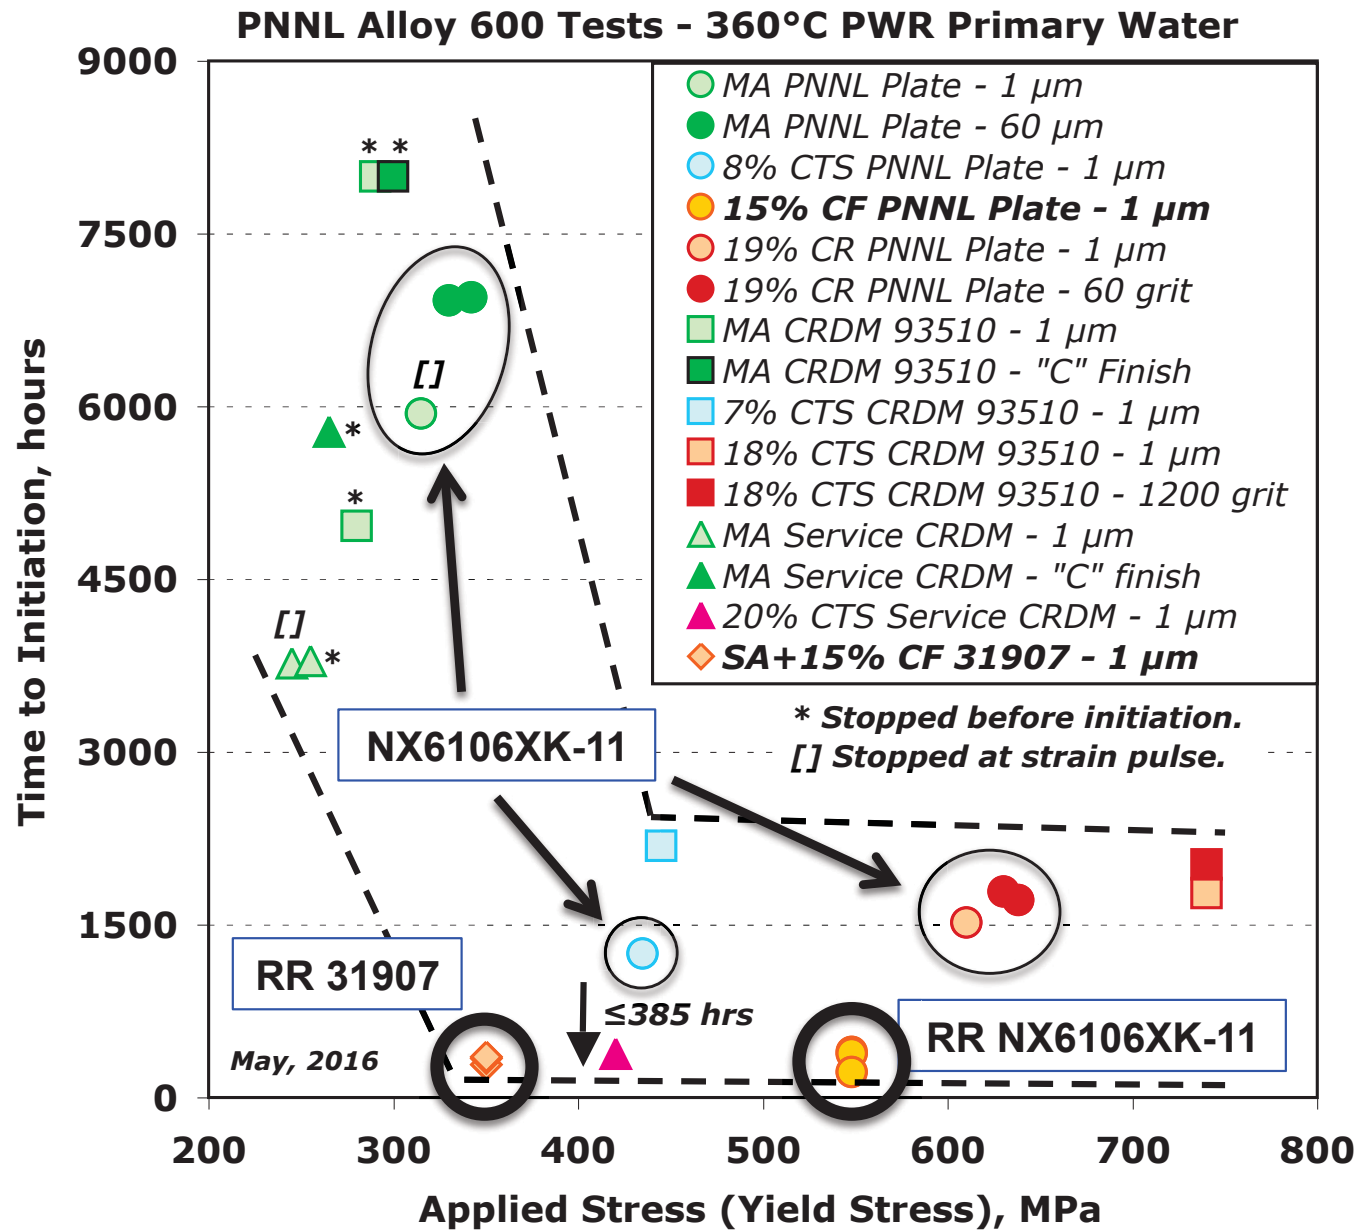 PNNL Alloy 600 Tests - 360°C PWR Primary Water
Time to Initiation, hours
9000
7500
6000
4500
3000
1500
0
MA PNNL Plate - 1 µm
MA PNNL Plate - 60 µm
8% CTS PNNL Plate - 1 µm
15% CF PNNL Plate - 1 µm
19% CR PNNL Plate - 1 µm
19% CR PNNL Plate - 60 grit
MA CRDM 93510 - 1 µm
MA CRDM 93510 - "C" Finish
7% CTS CRDM 93510 - 1 µm
18% CTS CRDM 93510 - 1 µm
18% CTS CRDM 93510 - 1200 grit
MA Service CRDM - 1 µm
MA Service CRDM - "C" finish
20% CTS Service CRDM - 1 µm
SA+15% CF 31907 - 1 µm
* Stopped before initiation.
[] Stopped at strain pulse.
* *
[]
*
*
[]
*
NX6106XK-11
RR 31907
≤385 hrs
RR NX6106XK-11
May, 2016
200 300 400 500 600 700 800
Applied Stress (Yield Stress), MPa